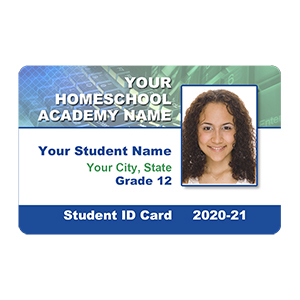 YOUR
HOMESCHOOL
ACADEMY NAME
Your Student Name
Your City, State
Grade 12
Student ID Card 2020-21